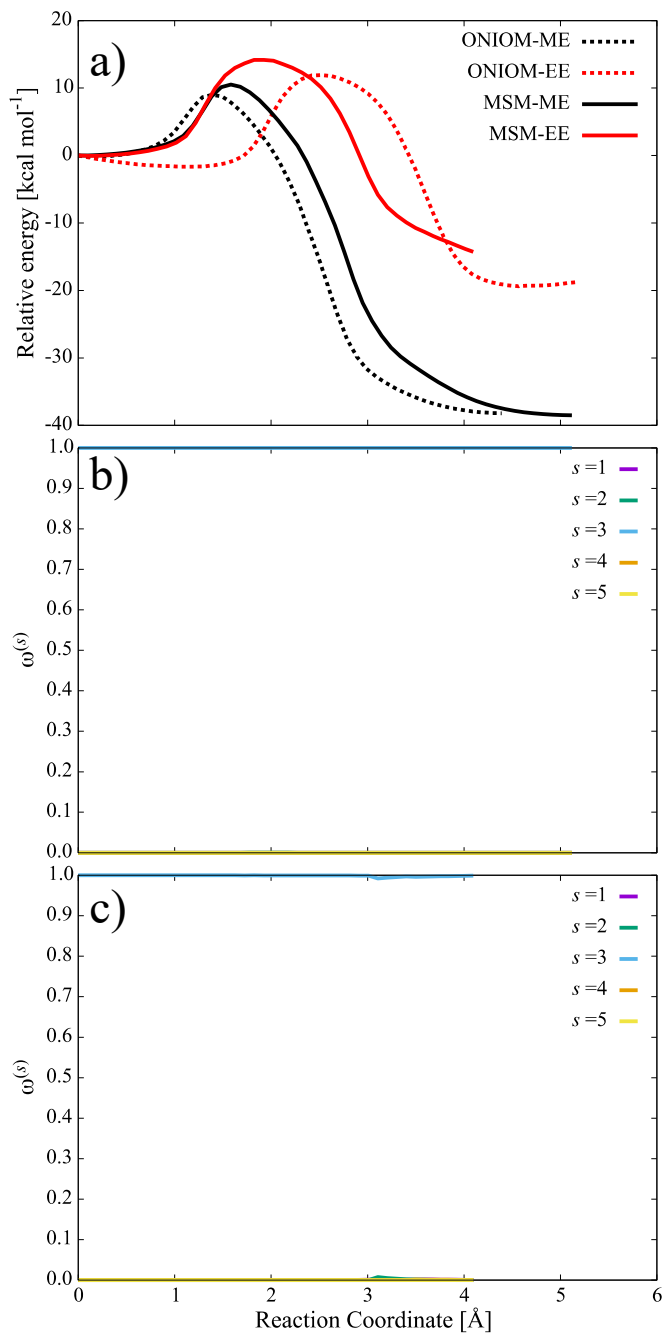 a)
Relative energy [kcal mol⁻¹]
20
10
0
-10
-20
-30
-40
ONIOM-ME
ONIOM-EE
MSM-ME
MSM-EE
b)
ω⁽ˢ⁾
1.0
0.9
0.8
0.7
0.6
0.5
0.4
0.3
0.2
0.1
0.0
s =1
s =2
s =3
s =4
s =5
c)
ω⁽ˢ⁾
1.0
0.9
0.8
0.7
0.6
0.5
0.4
0.3
0.2
0.1
0.0
s =1
s =2
s =3
s =4
s =5
0 1 2 3 4 5 6
Reaction Coordinate [Å]